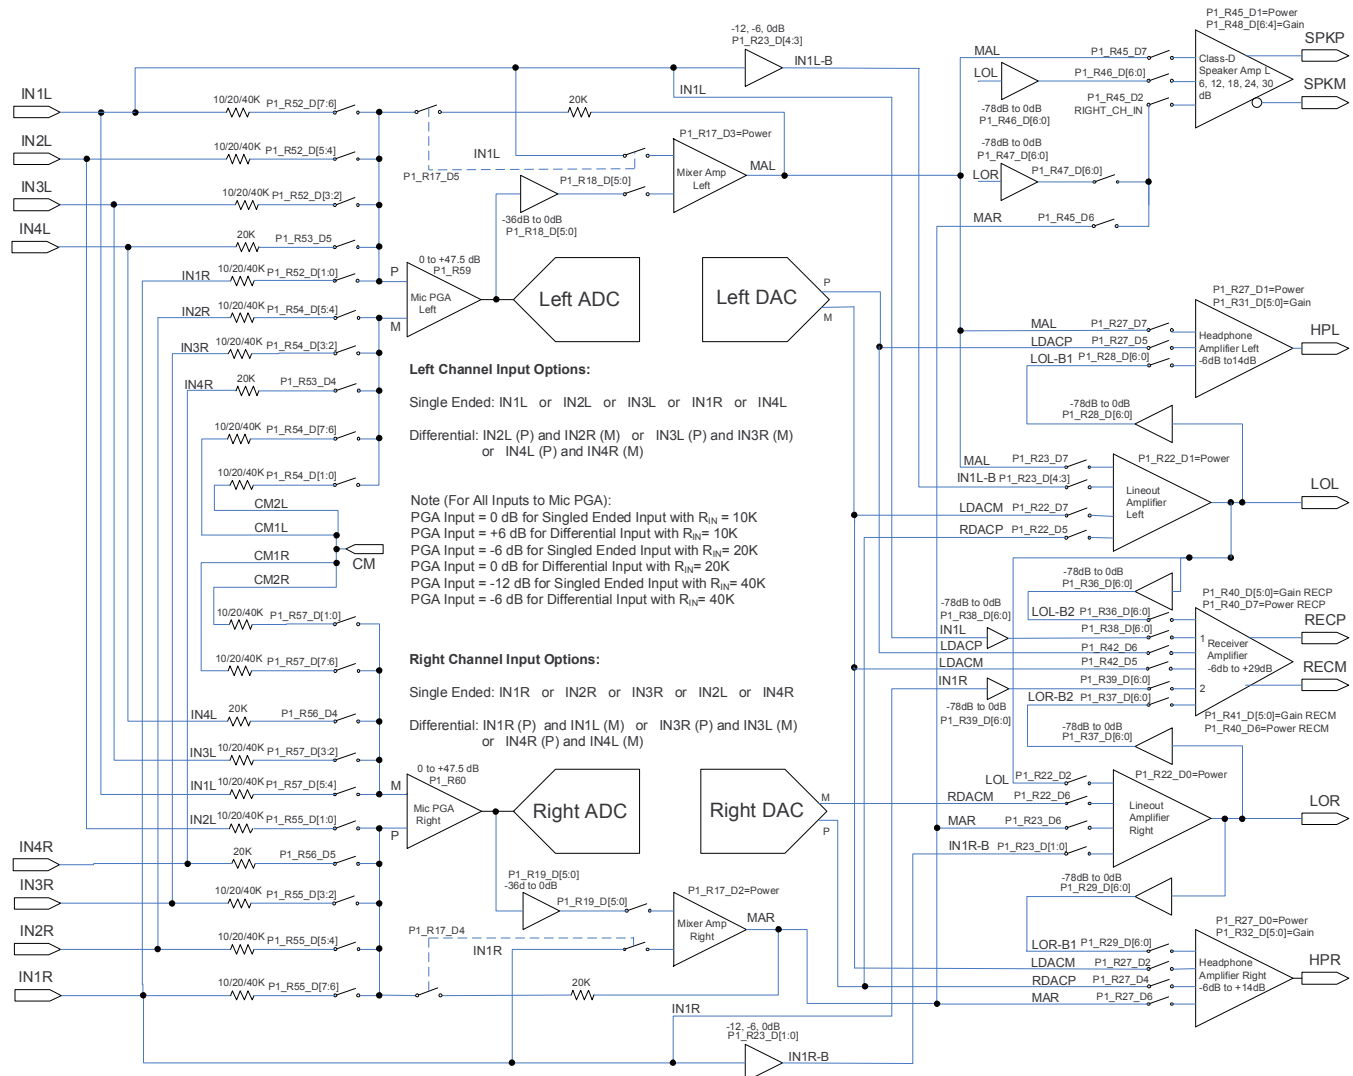 -12, -6, 0dB
P1_R23_D[4:3]
IN1L-B
IN1L
IN1L
10/20/40K P1_R52_D[7:6]
20K
IN2L
10/20/40K P1_R52_D[5:4]
IN3L
10/20/40K P1_R52_D[3:2]
IN4L
20K P1_R53_D5
IN1R 10/20/40K P1_R52_D[1:0]
IN2R 10/20/40K P1_R54_D[5:4]
IN3R 10/20/40K P1_R54_D[3:2]
IN4R 20K P1_R53_D4
10/20/40K P1_R54_D[7:6]
10/20/40K P1_R54_D[1:0]
CM2L
CM1L
CM
CM1R
CM2R
10/20/40K P1_R57_D[1:0]
10/20/40K P1_R57_D[7:6]
IN4L 20K P1_R56_D4
IN3L 10/20/40K P1_R57_D[3:2]
IN1L 10/20/40K P1_R57_D[5:4]
IN2L 10/20/40K P1_R55_D[1:0]
IN4R
20K P1_R56_D5
IN3R
10/20/40K P1_R55_D[3:2]
IN2R
10/20/40K P1_R55_D[5:4]
IN1R
10/20/40K P1_R55_D[7:6]
P1_R17_D5
IN1L
P1_R17_D3=Power
Mixer Amp
Left
MAL
P1_R18_D[5:0]
-36dB to 0dB
P1_R18_D[5:0]
0 to +47.5 dB
P1_R59
P
Mic PGA
Left
M
Left ADC
Left DAC
P
M
Left Channel Input Options:
Single Ended: IN1L or IN2L or IN3L or IN1R or IN4L
Differential: IN2L (P) and IN2R (M) or IN3L (P) and IN3R (M)
or IN4L (P) and IN4R (M)
Note (For All Inputs to Mic PGA):
PGA Input = 0 dB for Singled Ended Input with RIN = 10K
PGA Input = +6 dB for Differential Input with RIN = 10K
PGA Input = -6 dB for Singled Ended Input with RIN= 20K
PGA Input = 0 dB for Differential Input with RIN= 20K
PGA Input = -12 dB for Singled Ended Input with RIN= 40K
PGA Input = -6 dB for Differential Input with RIN= 40K
Right Channel Input Options:
Single Ended: IN1R or IN2R or IN3R or IN2L or IN4R
Differential: IN1R (P) and IN1L (M) or IN3R (P) and IN3L (M)
or IN4R (P) and IN4L (M)
0 to +47.5 dB
P1_R60
M
Mic PGA
Right
P
Right ADC
Right DAC
M
P
P1_R19_D[5:0]
-36d to 0dB
P1_R19_D[5:0]
P1_R17_D2=Power
Mixer Amp
Right
MAR
P1_R17_D4
IN1R
20K
IN1R
-12, -6, 0dB
P1_R23_D[1:0]
IN1R-B
P1_R45_D1=Power
P1_R48_D[6:4]=Gain
SPKP
MAL P1_R45_D7
LOL P1_R46_D[6:0]
-78dB to 0dB
P1_R46_D[6:0]
P1_R45_D2
RIGHT_CH_IN
Class-D
Speaker Amp L
6, 12, 18, 24, 30
dB
SPKM
-78dB to 0dB
P1_R47_D[6:0]
LOR P1_R47_D[6:0]
MAR P1_R45_D6
P1_R27_D1=Power
P1_R31_D[5:0]=Gain
MAL P1_R27_D7
LDACP P1_R27_D5
LOL-B1 P1_R28_D[6:0]
Headphone
Amplifier Left
-6dB to14dB
HPL
-78dB to 0dB
P1_R28_D[6:0]
MAL P1_R23_D7
IN1L-B P1_R23_D[4:3]
LDACM P1_R22_D7
RDACP P1_R22_D5
P1_R22_D1=Power
Lineout
Amplifier
Left
LOL
-78dB to 0dB
P1_R36_D[6:0]
P1_R40_D[5:0]=Gain RECP
P1_R40_D7=Power RECP
-78dB to 0dB
P1_R38_D[6:0]
LOL-B2 P1_R36_D[6:0]
IN1L P1_R38_D[6:0]
LDACP P1_R42_D6
LDACM P1_R42_D5
IN1R P1_R39_D[6:0]
LOR-B2 P1_R37_D[6:0]
-78dB to 0dB
P1_R39_D[6:0]
1
Receiver
Amplifier
-6db to +29dB
2
RECP
RECM
P1_R41_D[5:0]=Gain RECM
P1_R40_D6=Power RECM
-78dB to 0dB
P1_R37_D[6:0]
LOL P1_R22_D2
RDACM P1_R22_D6
MAR P1_R23_D6
IN1R-B P1_R23_D[1:0]
P1_R22_D0=Power
Lineout
Amplifier
Right
LOR
-78dB to 0dB
P1_R29_D[6:0]
P1_R27_D0=Power
P1_R32_D[5:0]=Gain
LOR-B1 P1_R29_D[6:0]
LDACM P1_R27_D2
RDACP P1_R27_D4
MAR P1_R27_D6
Headphone
Amplifier Right
-6dB to +14dB
HPR